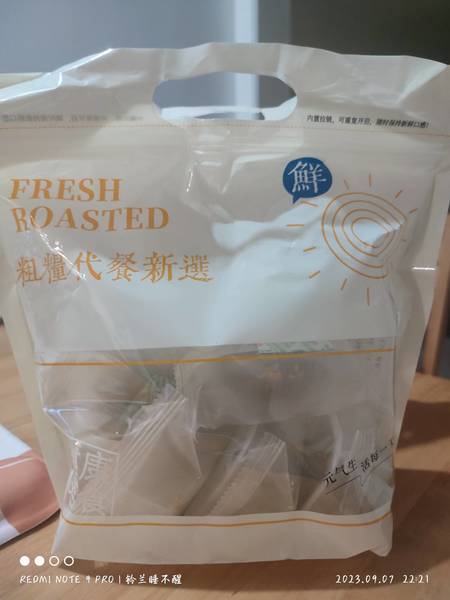 内置拉链,可重复开启,随时保持新鲜口感!
鮮
FRESH
ROASTED
粗糧代餐新選
元气生
活每一天
REDMI NOTE 9 PRO | 铃兰睡不醒
2023.09.07 22:21